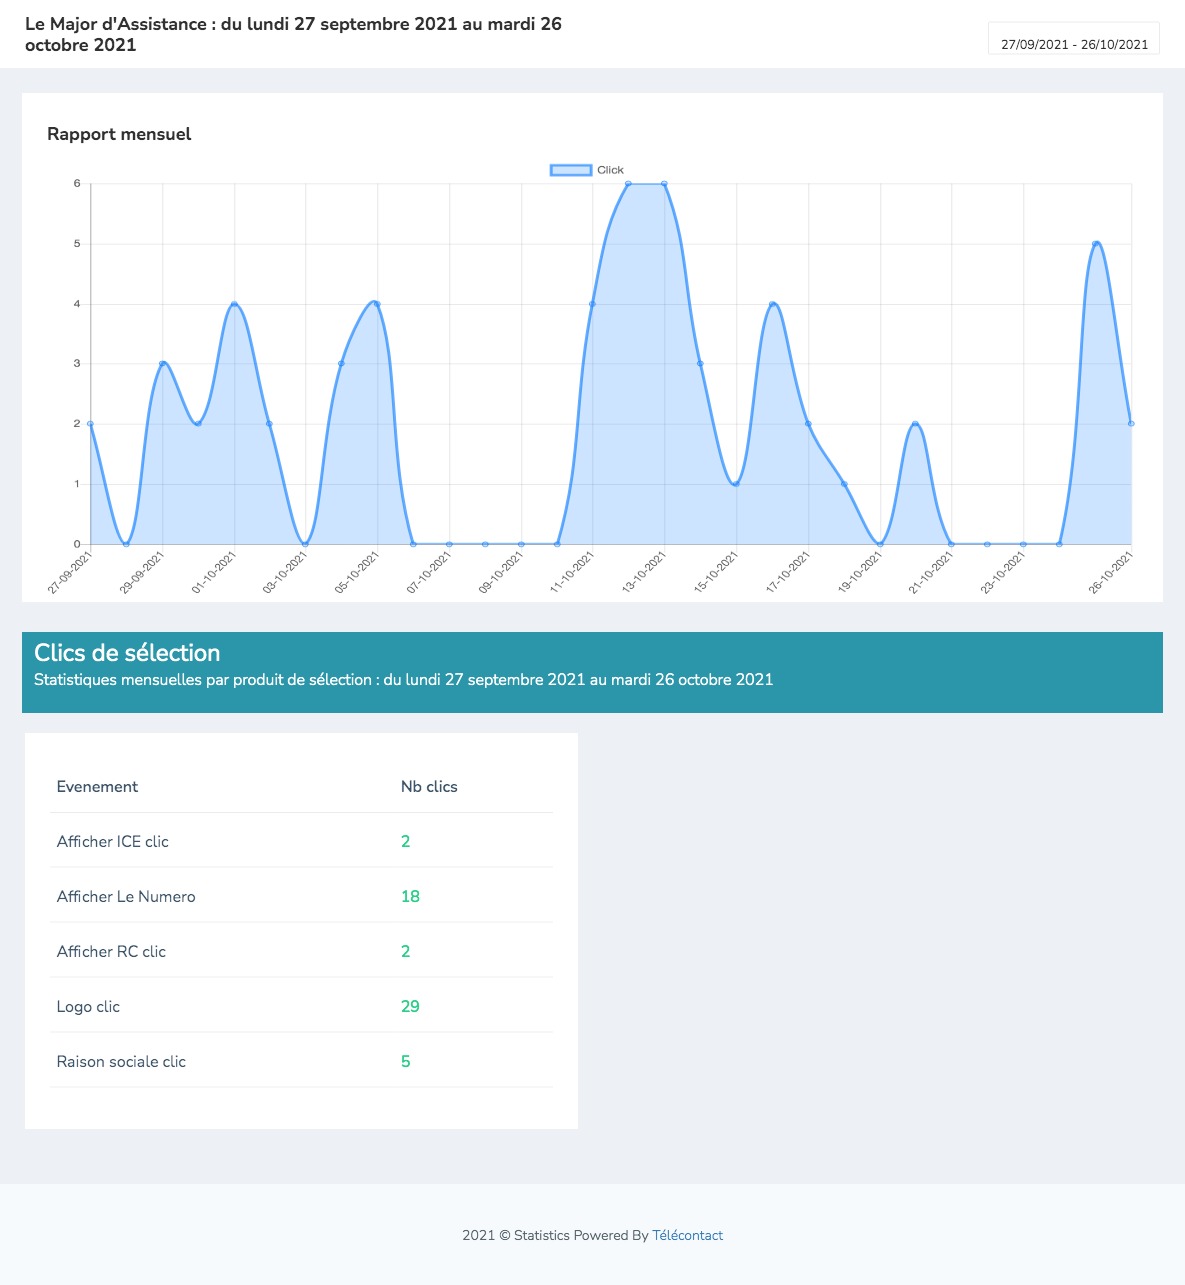 Le Major d'Assistance : du lundi 27 septembre 2021 au mardi 26
octobre 2021
27/09/2021 - 26/10/2021
Rapport mensuel
Click
6
5
4
3
2
1
0
27-09-2021 29-09-2021 01-10-2021 03-10-2021 05-10-2021 07-10-2021 09-10-2021 11-10-2021 13-10-2021 15-10-2021 17-10-2021 19-10-2021 21-10-2021 23-10-2021 26-10-2021
Clics de sélection
Statistiques mensuelles par produit de sélection : du lundi 27 septembre 2021 au mardi 26 octobre 2021
Evenement Nb clics
Afficher ICE clic 2
Afficher Le Numero 18
Afficher RC clic 2
Logo clic 29
Raison sociale clic 5
2021 © Statistics Powered By Télécontact